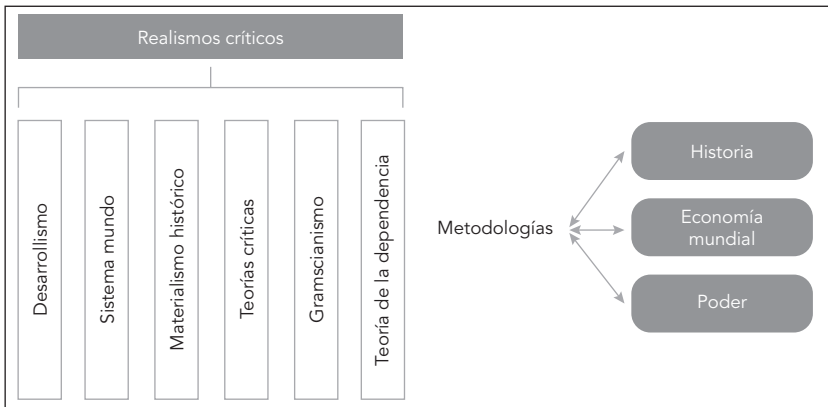 Realismos críticos
Desarrollismo
Sistema mundo
Materialismo histórico
Teorías críticas
Gramscianismo
Teoría de la dependencia
Metodologías
Historia
Economía
mundial
Poder